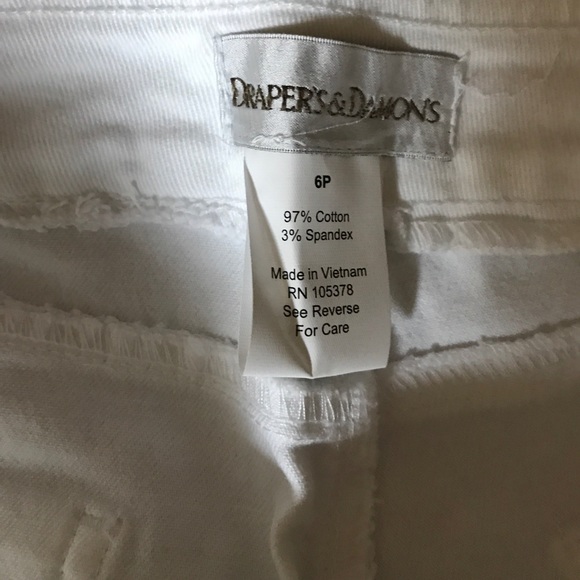 DRAPER'S & DAMON'S
6P
97% Cotton
3% Spandex
Made in Vietnam
RN 105378
See Reverse
For Care